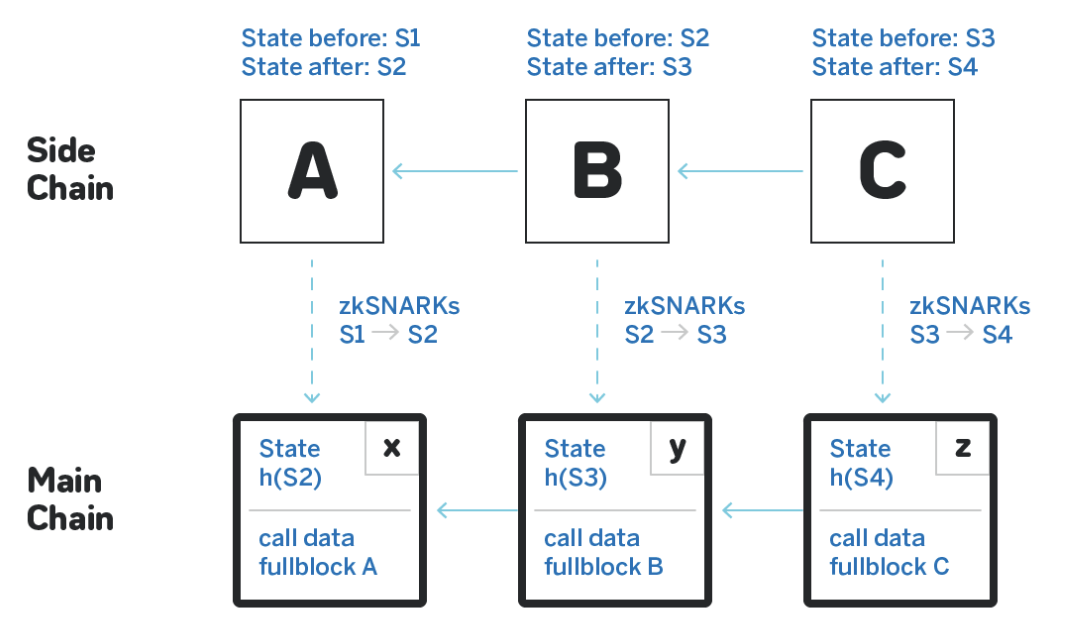 State before: S1
State after: S2
State before: S2
State after: S3
State before: S3
State after: S4
Side
Chain
A
B
C
zkSNARKs
S1 → S2
zkSNARKs
S2 → S3
zkSNARKs
S3 → S4
Main
Chain
State
h(S2)
x
call data
fullblock A
State
h(S3)
y
call data
fullblock B
State
h(S4)
z
call data
fullblock C